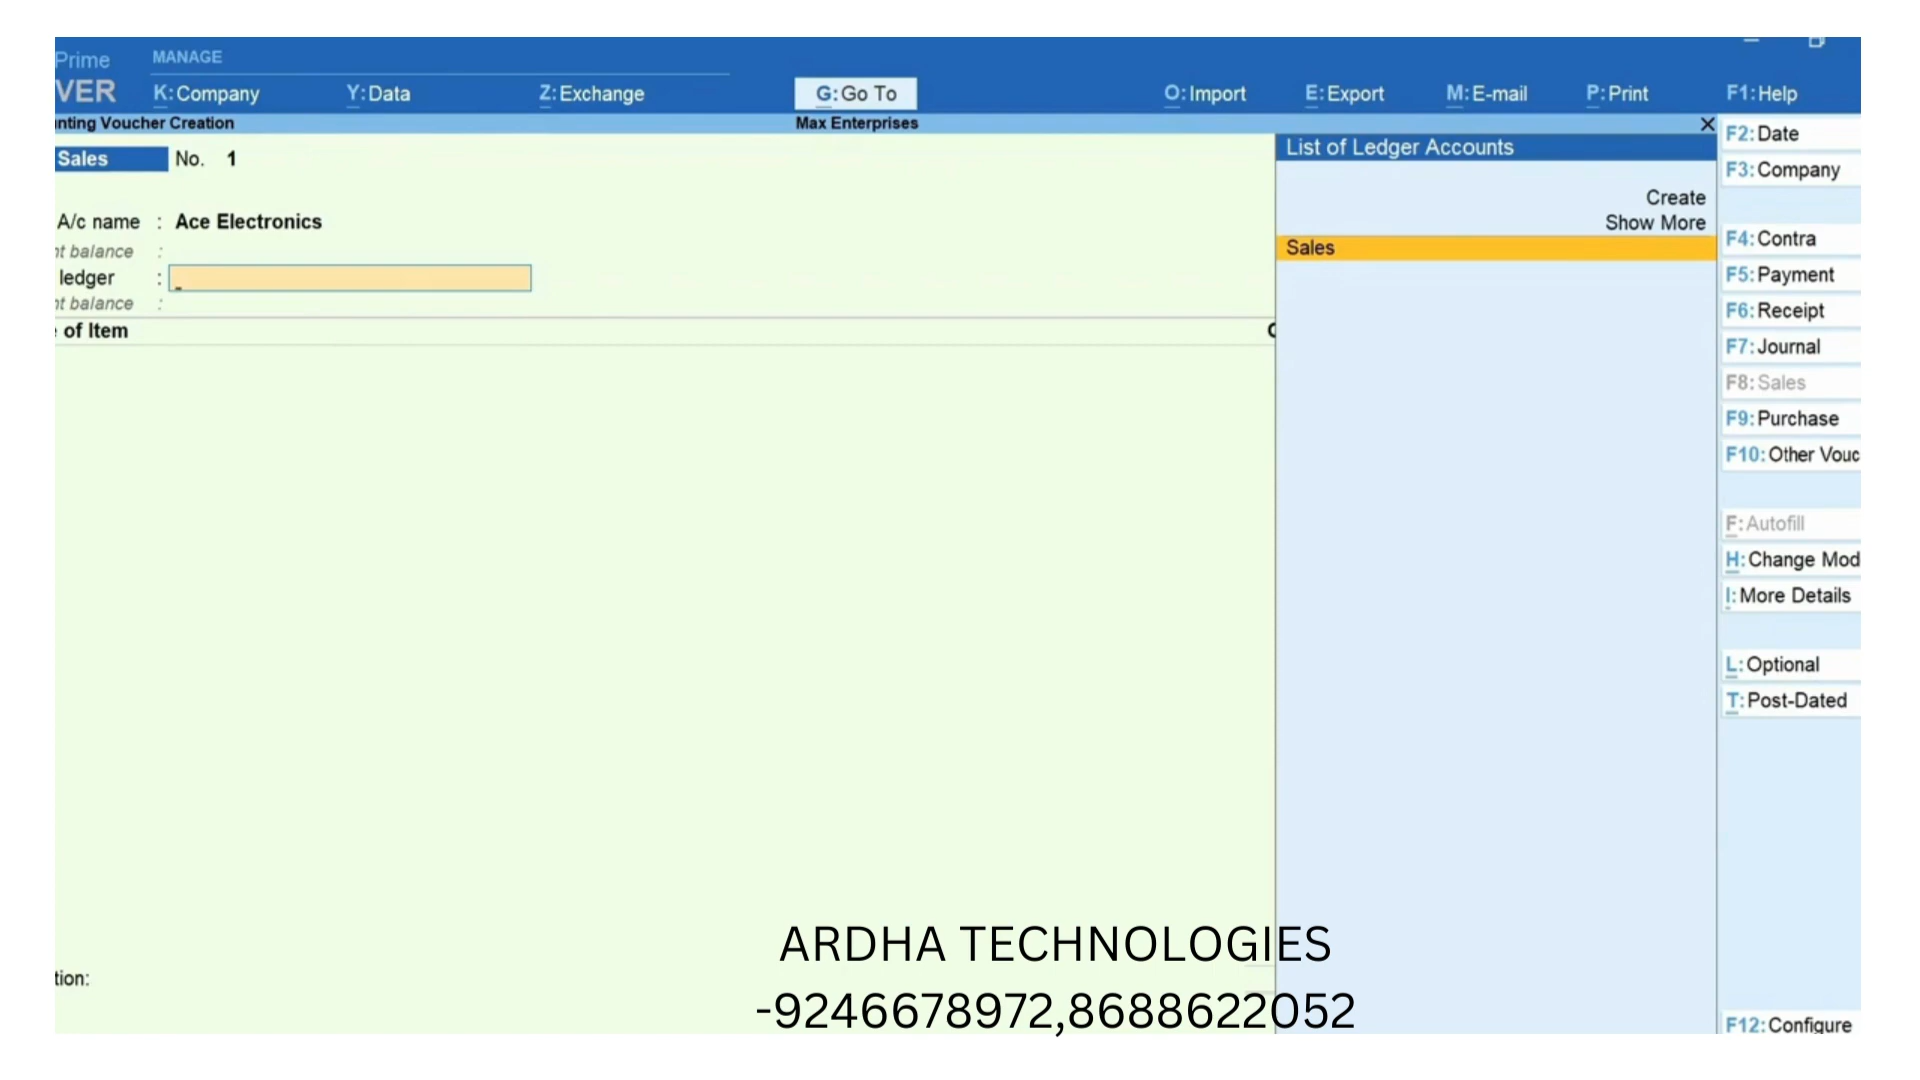 Prime
MANAGE
VER
K: Company
Y: Data
Z: Exchange
G: Go To
O: Import
E: Export
M: E-mail
P: Print
F1: Help
nting Voucher Creation
Max Enterprises
Sales
No. 1
A/c name : Ace Electronics
nt balance :
ledger :
nt balance :
of Item
List of Ledger Accounts
Create
Show More
Sales
F2: Date
F3: Company
F4: Contra
F5: Payment
F6: Receipt
F7: Journal
F8: Sales
F9: Purchase
F10: Other Vouc
F: Autofill
H: Change Mod
I: More Details
L: Optional
T: Post-Dated
F12: Configure
tion:
ARDHA TECHNOLOGIES
-9246678972,8688622052